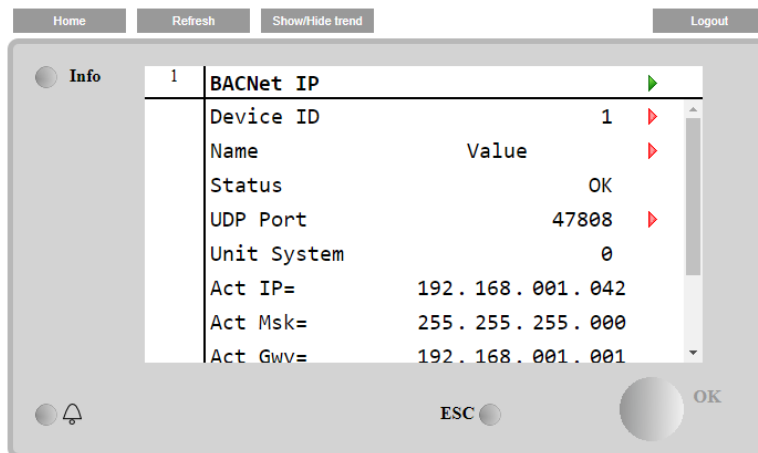 Home Refresh Show/Hide trend Logout
Info
1 BACNet IP
Device ID 1
Name Value
Status OK
UDP Port 47808
Unit System 0
Act IP= 192.168.001.042
Act Msk= 255.255.255.000
Act Gwy= 192.168.001.001
ESC OK